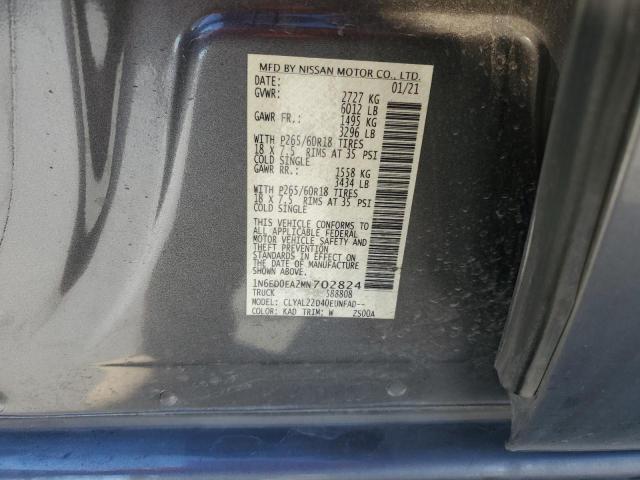 MFD BY NISSAN MOTOR CO., LTD.
DATE: 01/21
GVWR: 2727 KG
6012 LB
GAWR FR.: 1495 KG
3296 LB
WITH P265/60R18 TIRES
18 X 7.5 RIMS AT 35 PSI
COLD SINGLE
GAWR RR.: 1558 KG
3434 LB
WITH P265/60R18 TIRES
18 X 7.5 RIMS AT 35 PSI
COLD SINGLE
THIS VEHICLE CONFORMS TO
ALL APPLICABLE FEDERAL
MOTOR VEHICLE SAFETY AND
THEFT PREVENTION
STANDARDS IN EFFECT ON
THE DATE OF MANUFACTURE
SHOWN ABOVE.
1N6ED0EA2MN702824
TRUCK 588808
MODEL: CLYAL22D40EUNFAD--
COLOR: KAD TRIM: W Z500A